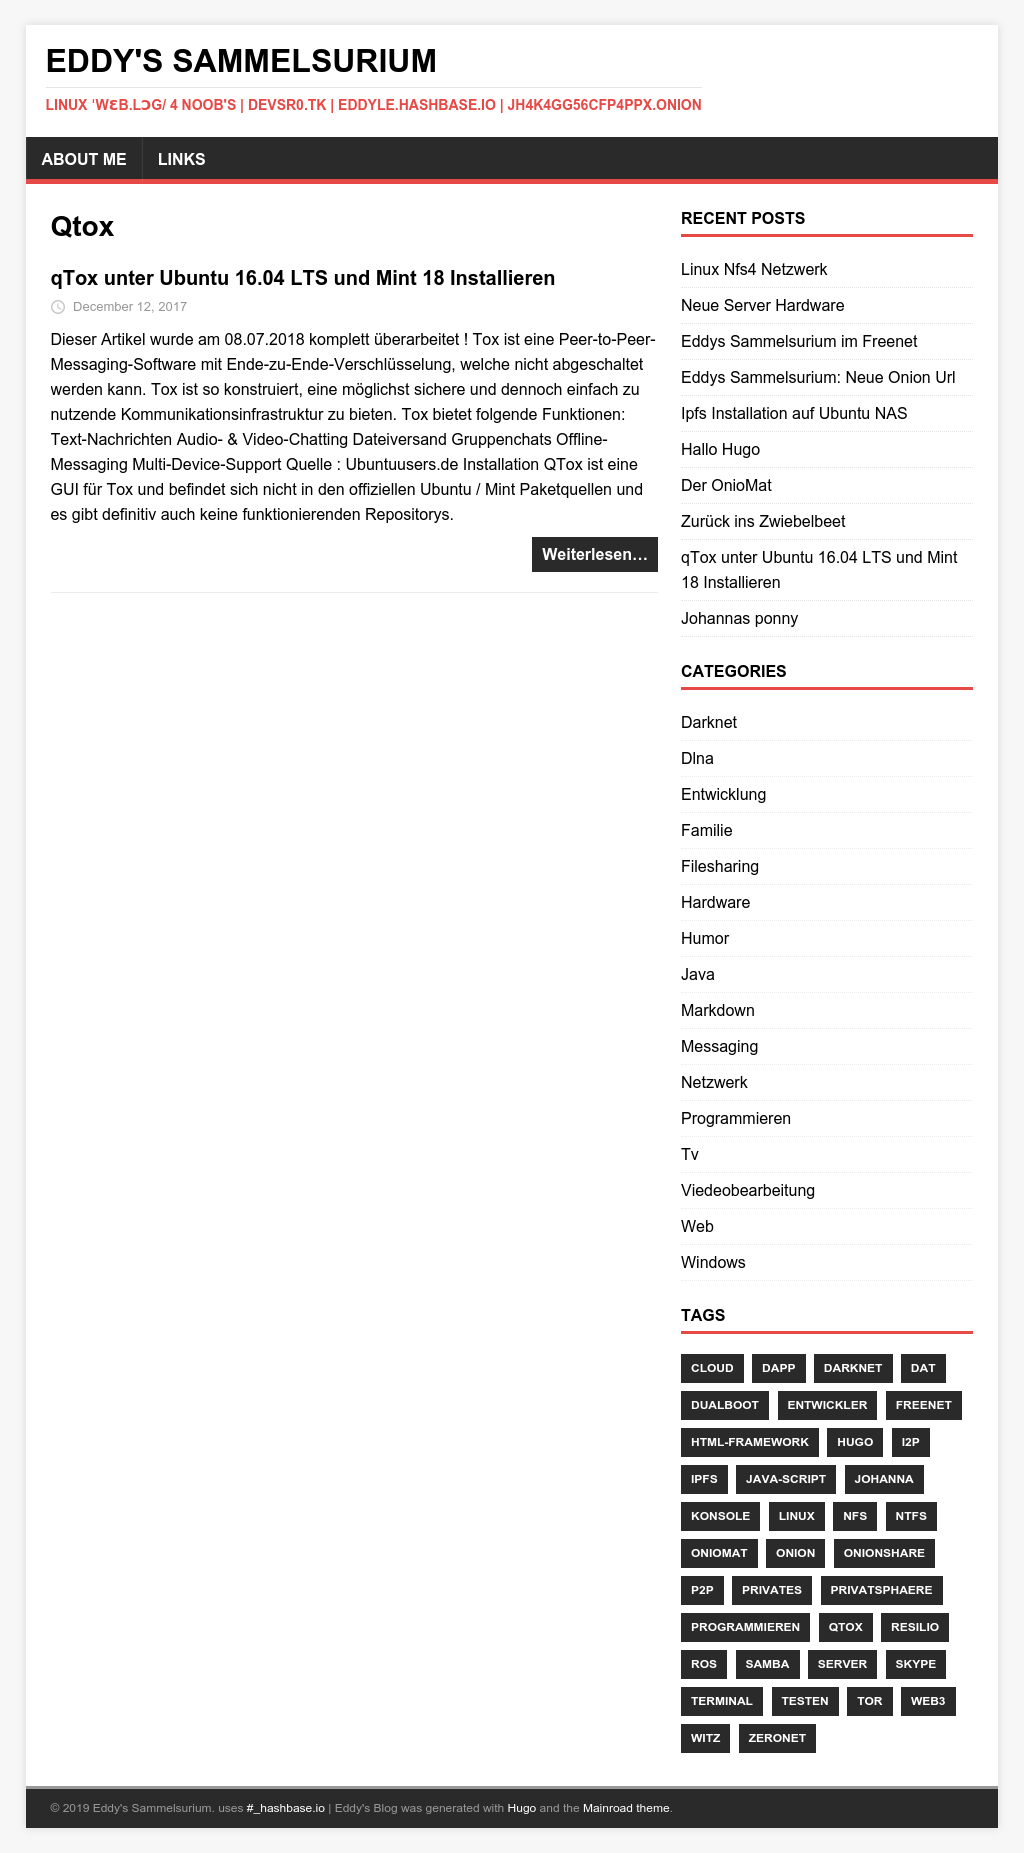 EDDY'S SAMMELSURIUM
LINUX ˈWƐB.LƆG/ 4 NOOB'S | DEVSR0.TK | EDDYLE.HASHBASE.IO | JH4K4GG56CFP4PPX.ONION
ABOUT ME
LINKS
Qtox
qTox unter Ubuntu 16.04 LTS und Mint 18 Installieren
December 12, 2017
Dieser Artikel wurde am 08.07.2018 komplett überarbeitet ! Tox ist eine Peer-to-Peer-
Messaging-Software mit Ende-zu-Ende-Verschlüsselung, welche nicht abgeschaltet
werden kann. Tox ist so konstruiert, eine möglichst sichere und dennoch einfach zu
nutzende Kommunikationsinfrastruktur zu bieten. Tox bietet folgende Funktionen:
Text-Nachrichten Audio- & Video-Chatting Dateiversand Gruppenchats Offline-
Messaging Multi-Device-Support Quelle : Ubuntuusers.de Installation QTox ist eine
GUI für Tox und befindet sich nicht in den offiziellen Ubuntu / Mint Paketquellen und
es gibt definitiv auch keine funktionierenden Repositorys.
Weiterlesen…
RECENT POSTS
Linux Nfs4 Netzwerk
Neue Server Hardware
Eddys Sammelsurium im Freenet
Eddys Sammelsurium: Neue Onion Url
Ipfs Installation auf Ubuntu NAS
Hallo Hugo
Der OnioMat
Zurück ins Zwiebelbeet
qTox unter Ubuntu 16.04 LTS und Mint
18 Installieren
Johannas ponny
CATEGORIES
Darknet
Dlna
Entwicklung
Familie
Filesharing
Hardware
Humor
Java
Markdown
Messaging
Netzwerk
Programmieren
Tv
Viedeobearbeitung
Web
Windows
TAGS
CLOUD DAPP DARKNET DAT
DUALBOOT ENTWICKLER FREENET
HTML-FRAMEWORK HUGO I2P
IPFS JAVA-SCRIPT JOHANNA
KONSOLE LINUX NFS NTFS
ONIOMAT ONION ONIONSHARE
P2P PRIVATES PRIVATSPHAERE
PROGRAMMIEREN QTOX RESILIO
ROS SAMBA SERVER SKYPE
TERMINAL TESTEN TOR WEB3
WITZ ZERONET
© 2019 Eddy's Sammelsurium. uses #_hashbase.io | Eddy's Blog was generated with Hugo and the Mainroad theme.